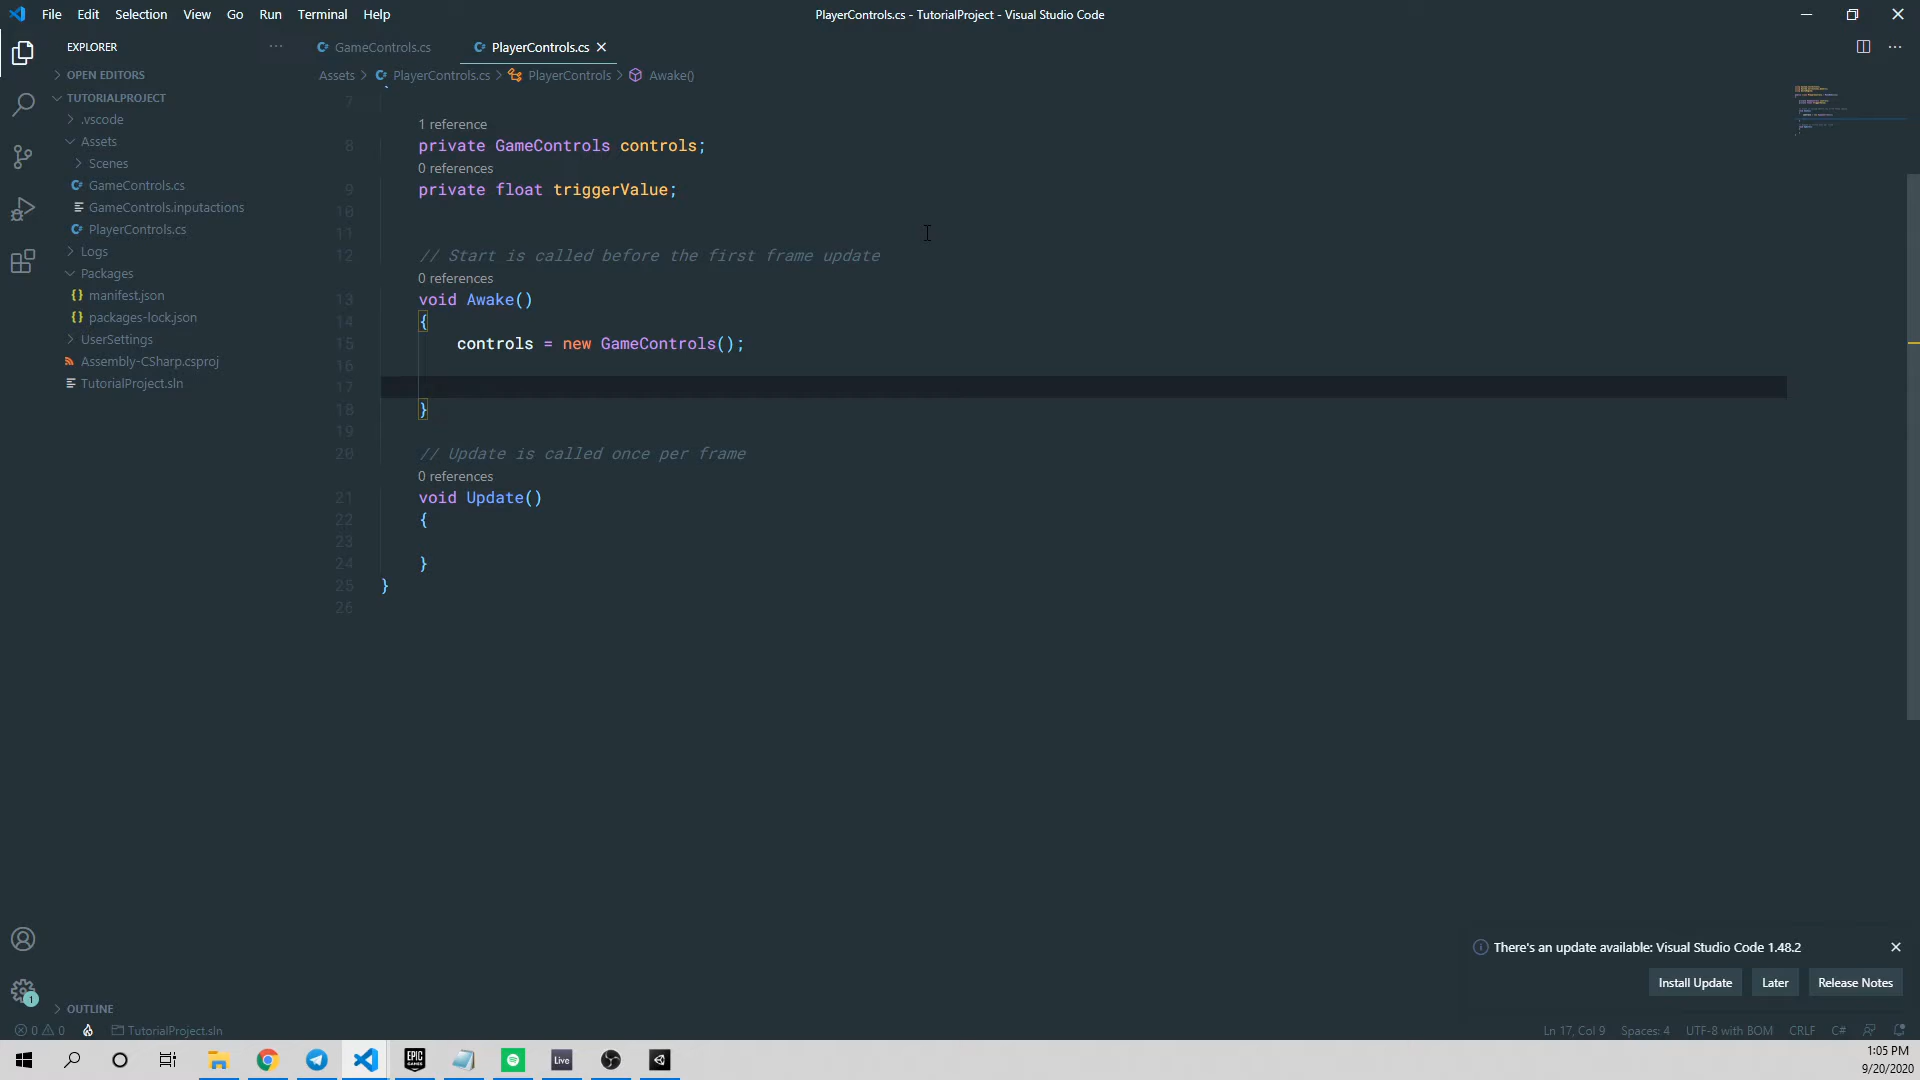 File Edit Selection View Go Run Terminal Help
PlayerControls.cs - TutorialProject - Visual Studio Code
EXPLORER
GameControls.cs
PlayerControls.cs
OPEN EDITORS
Assets > PlayerControls.cs > PlayerControls > Awake()
TUTORIALPROJECT
.vscode
Assets
Scenes
GameControls.cs
GameControls.inputactions
PlayerControls.cs
Logs
Packages
manifest.json
packages-lock.json
UserSettings
Assembly-CSharp.csproj
TutorialProject.sln
OUTLINE
7
1 reference
8 private GameControls controls;
0 references
9 private float triggerValue;
10
11
12 // Start is called before the first frame update
0 references
13 void Awake()
14 {
15 controls = new GameControls();
16
17
18 }
19
20 // Update is called once per frame
0 references
21 void Update()
22 {
23
24 }
25 }
26
There's an update available: Visual Studio Code 1.48.2
Install Update Later Release Notes
1
0 0 TutorialProject.sln
Ln 17, Col 9 Spaces: 4 UTF-8 with BOM CRLF C#
EPIC GAMES
Live
1:05 PM
9/20/2020